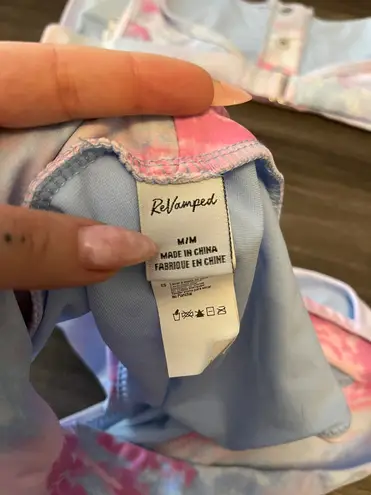 ReVamped
M/M
MADE IN CHINA
FABRIQUE EN CHINE